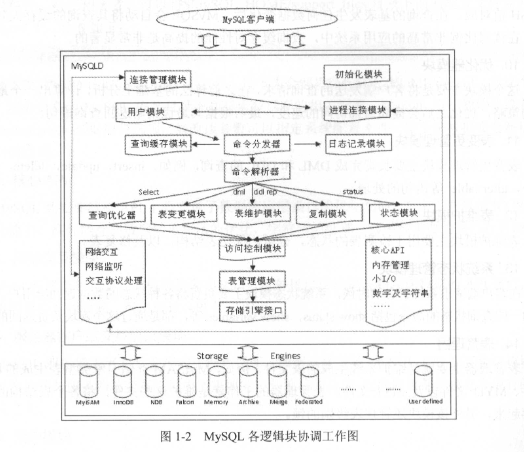 MySQL客户端
MySQLD
连接管理模块
初始化模块
用户模块
进程连接模块
查询缓存模块
命令分发器
日志记录模块
命令解析器
Select
dml
ddl rep
status
查询优化器
表变更模块
表维护模块
复制模块
状态模块
访问控制模块
表管理模块
存储引擎接口
网络交互
网络监听
交互协议处理
.....
核心API
内存管理
小I/O
数字及字符串
.....
Storage Engines
MyISAM
InnoDB
NDB
Falcon
Memory
Archive
Merge
Federated
......
......
User defined
图 1-2 MySQL 各逻辑块协调工作图